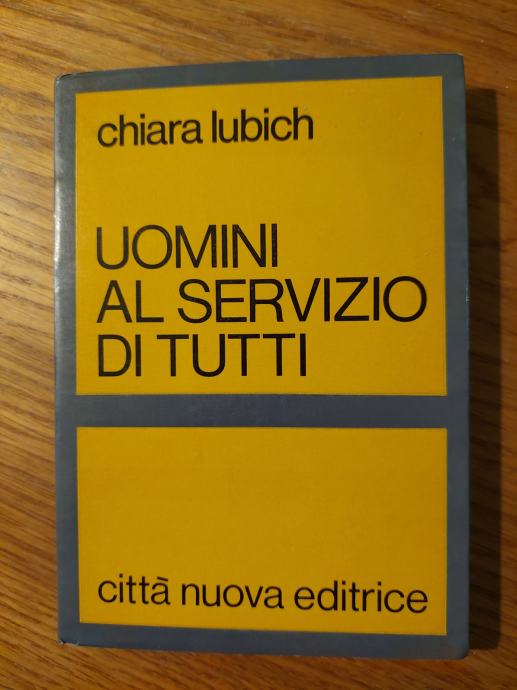 chiara lubich
UOMINI
AL SERVIZIO
DI TUTTI
città nuova editrice